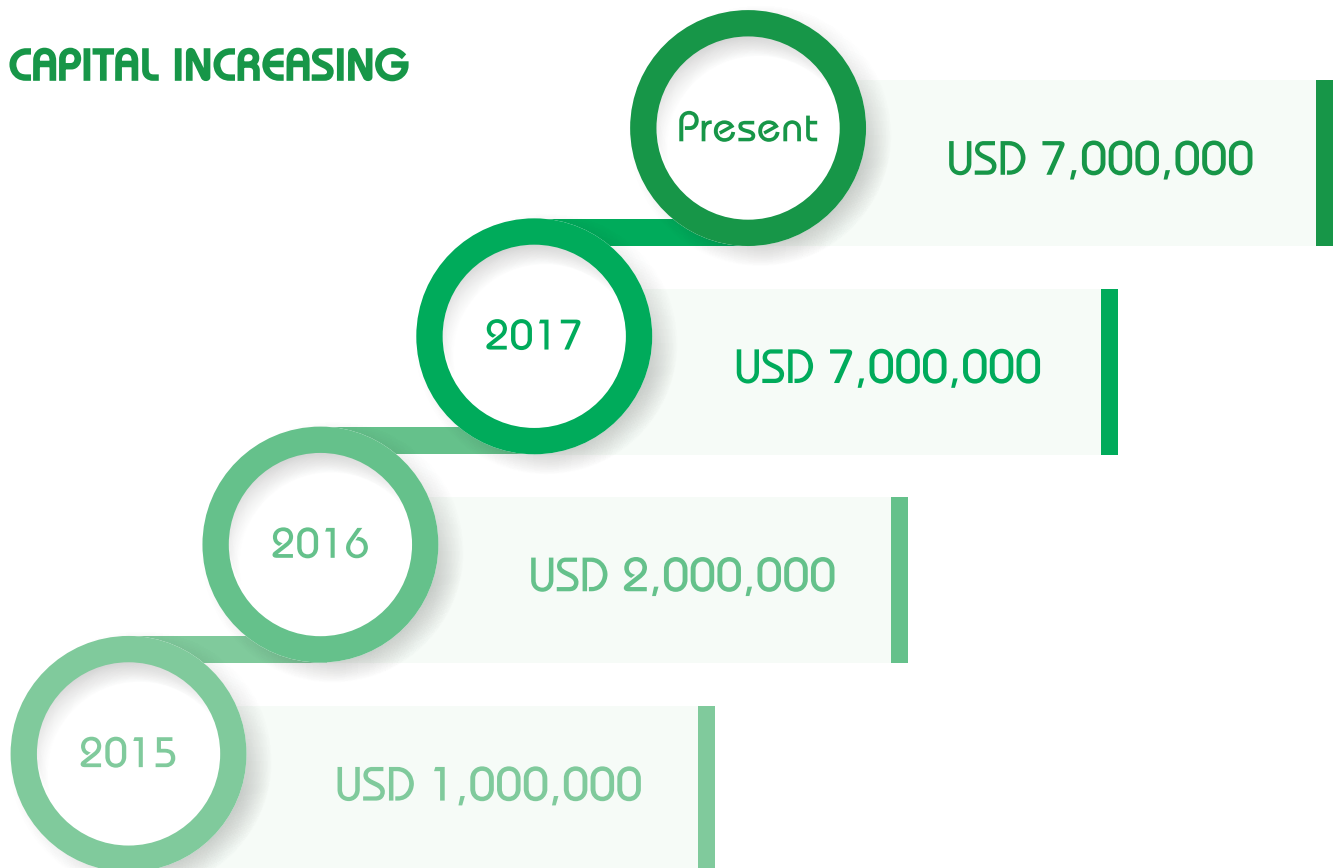 CAPITAL INCREASING
Present
USD 7,000,000
2017
USD 7,000,000
2016
USD 2,000,000
2015
USD 1,000,000